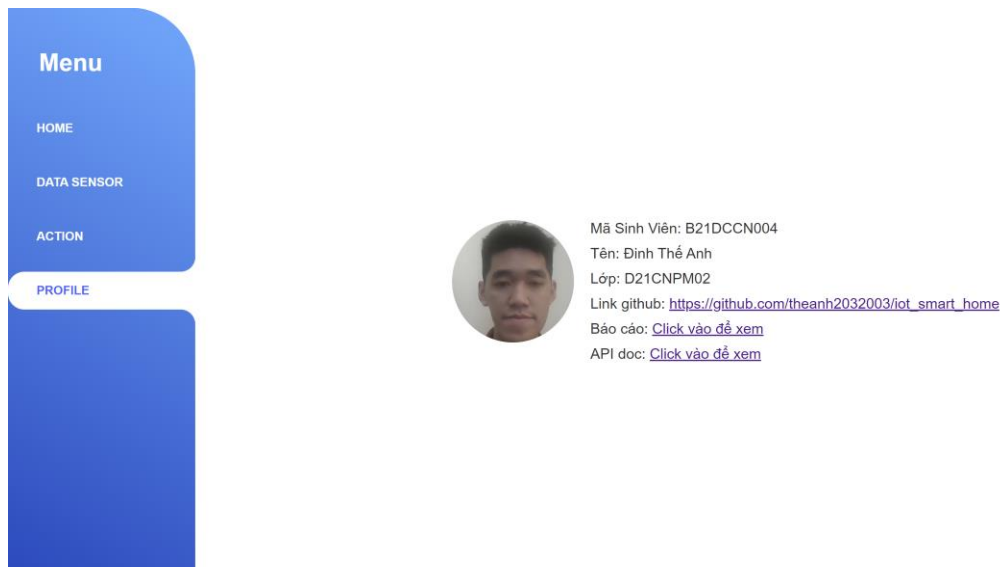 Menu
HOME
DATA SENSOR
ACTION
PROFILE
Mã Sinh Viên: B21DCCN004
Tên: Đinh Thế Anh
Lớp: D21CNPM02
Link github: https://github.com/theanh2032003/iot_smart_home
Báo cáo: Click vào để xem
API doc: Click vào để xem